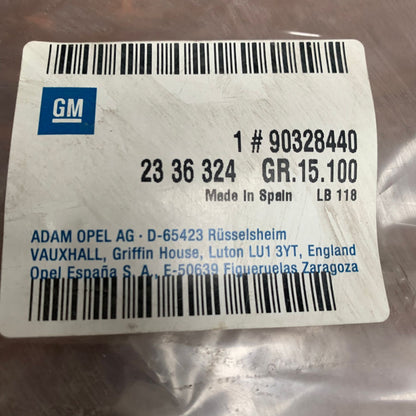 GM
1 # 90328440
23 36 324 GR.15.100
Made in Spain LB 118
ADAM OPEL AG · D-65423 Rüsselsheim
VAUXHALL, Griffin House, Luton LU1 3YT, England
Opel España S. A., E-50639 Figueruelas Zaragoza